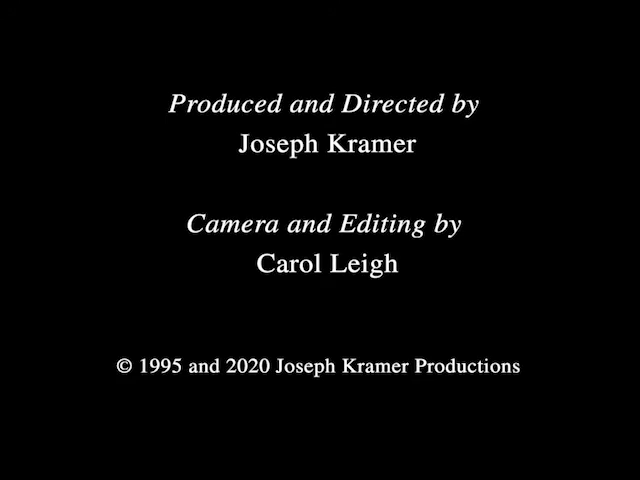 Produced and Directed by
Joseph Kramer
Camera and Editing by
Carol Leigh
© 1995 and 2020 Joseph Kramer Productions